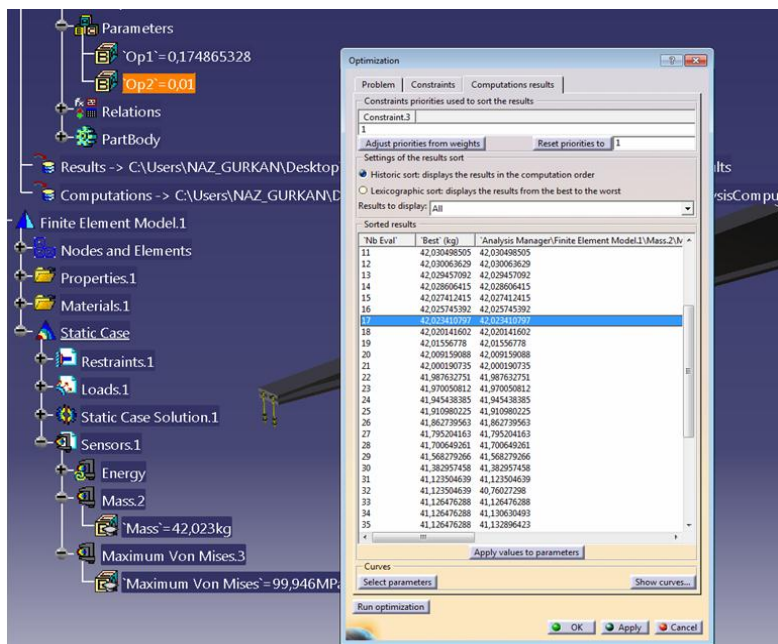 Parameters
`Op1`=0,174865328
`Op2`=0,01
Relations
PartBody
Results -> C:\Users\NAZ_GURKAN\Desktop
Computations -> C:\Users\NAZ_GURKAN\D
Finite Element Model.1
Nodes and Elements
Properties.1
Materials.1
Static Case
Restraints.1
Loads.1
Static Case Solution.1
Sensors.1
Energy
Mass.2
`Mass`=42,023kg
Maximum Von Mises.3
`Maximum Von Mises`=99,946MPa
Optimization
Problem Constraints Computations results
Constraints priorities used to sort the results
Constraint.3
1
Adjust priorities from weights Reset priorities to 1
Settings of the results sort
Historic sort: displays the results in the computation order
Lexicographic sort: displays the results from the best to the worst
Results to display: All
Sorted results
`Nb Eval` `Best` (kg) `Analysis Manager\Finite Element Model.1\Mass.2\M
11 42,030498505 42,030498505
12 42,030063629 42,030063629
13 42,029457092 42,029457092
14 42,028606415 42,028606415
15 42,027412415 42,027412415
16 42,025745392 42,025745392
17 42,023410797 42,023410797
18 42,020141602 42,020141602
19 42,01556778 42,01556778
20 42,009159088 42,009159088
21 42,000190735 42,000190735
22 41,987632751 41,987632751
23 41,970050812 41,970050812
24 41,945438385 41,945438385
25 41,910980225 41,910980225
26 41,862739563 41,862739563
27 41,795204163 41,795204163
28 41,700649261 41,700649261
29 41,568279266 41,568279266
30 41,382957458 41,382957458
31 41,123504639 41,123504639
32 41,123504639 40,76027298
33 41,126476288 41,126476288
34 41,126476288 41,130630493
35 41,126476288 41,132896423
Apply values to parameters
Curves
Select parameters Show curves...
Run optimization
OK Apply Cancel
lts
ysisCompu